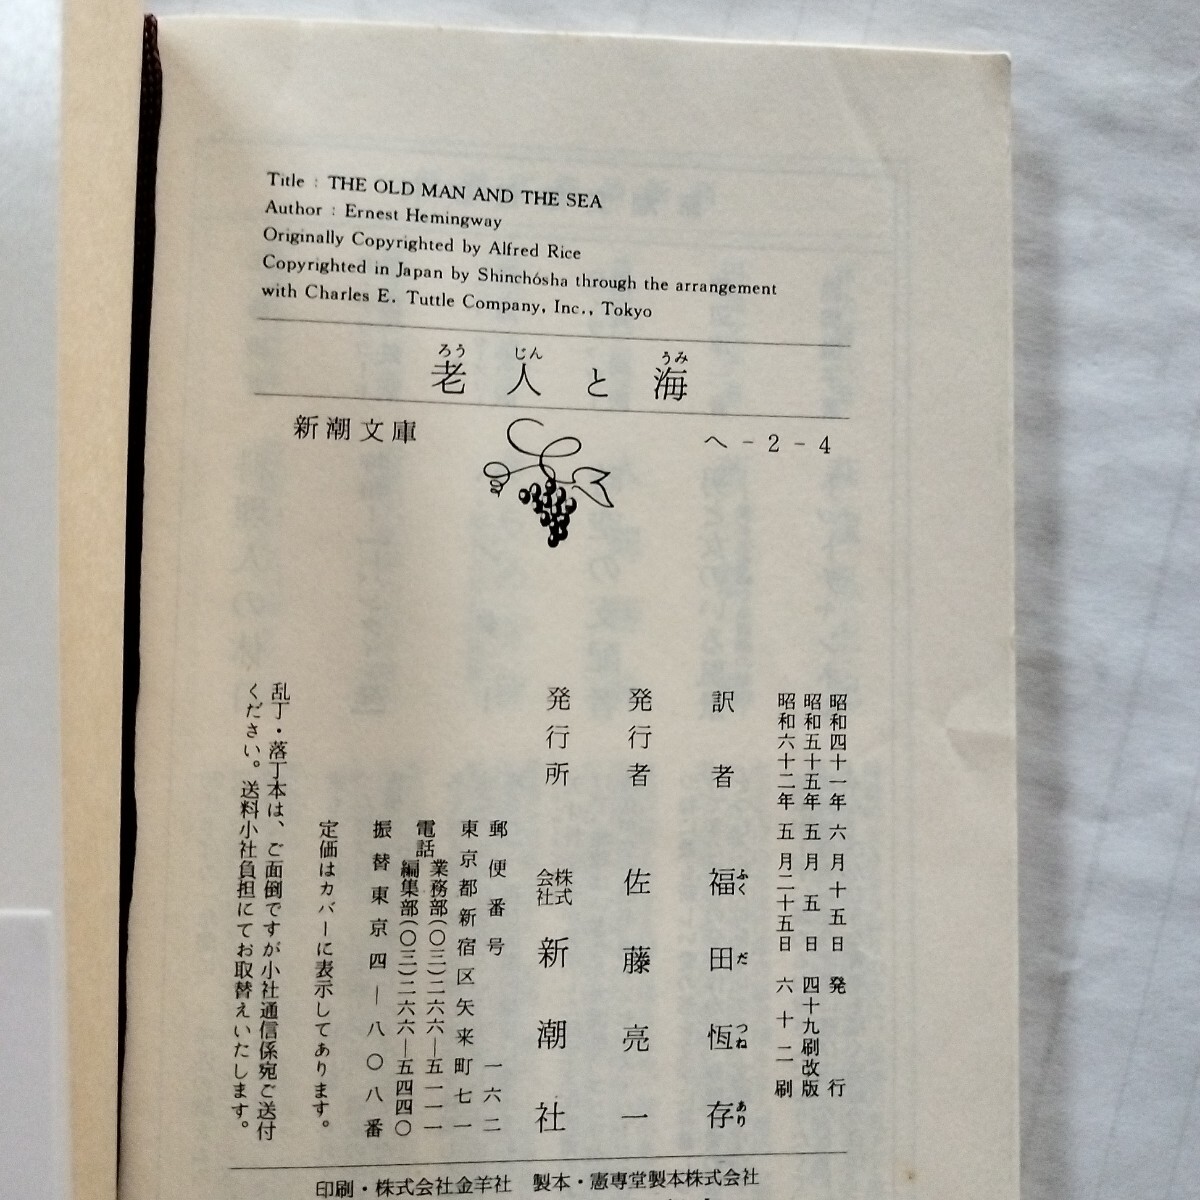 Title : THE OLD MAN AND THE SEA
Author : Ernest Hemingway
Originally Copyrighted by Alfred Rice
Copyrighted in Japan by Shinchósha through the arrangement
with Charles E. Tuttle Company, Inc., Tokyo
老人と海
ろう じん うみ
新潮文庫
ヘ-2-4
昭和四十一年 六月十五日 発行
昭和五十五年 五月 五日 四十九刷改版
昭和六十二年 五月二十五日 六十二刷
訳者 福田恆存
ふく だ つね あり
発行者 佐藤亮一
発行所 株式会社 新潮社
郵便番号 一六二
東京都新宿区矢来町七一
電話 業務部(〇三)二六六―五一一一
編集部(〇三)二六六―五四四〇
振替東京四―八〇八番
定価はカバーに表示してあります。
乱丁・落丁本は、ご面倒ですが小社通信係宛ご送付
ください。送料小社負担にてお取替えいたします。
印刷・株式会社金羊社 製本・憲専堂製本株式会社